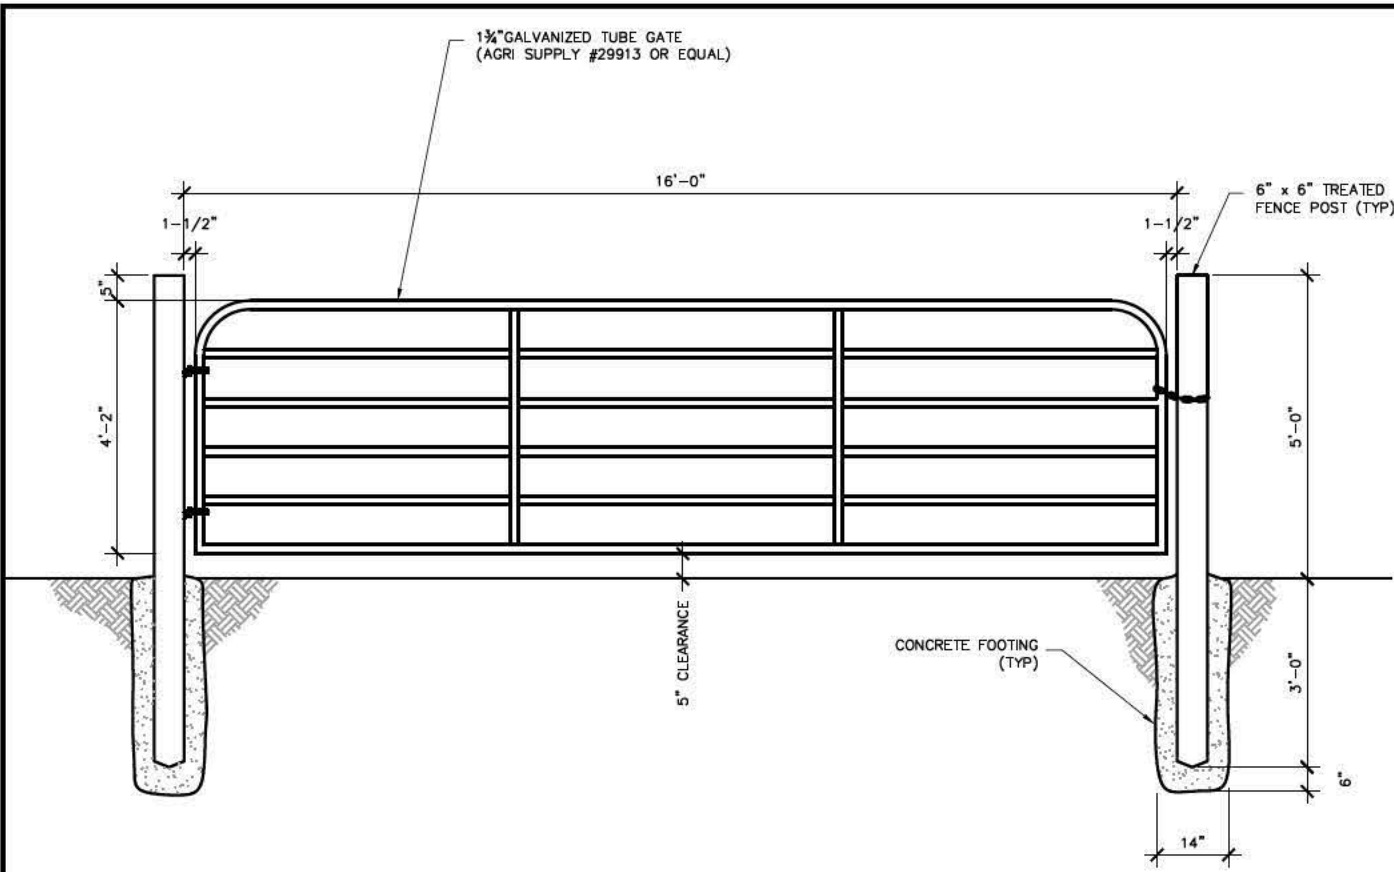 1¾"GALVANIZED TUBE GATE
(AGRI SUPPLY #29913 OR EQUAL)
16'-0"
6" x 6" TREATED
FENCE POST (TYP)
1-1/2"
1-1/2"
5"
4'-2"
5'-0"
5" CLEARANCE
CONCRETE FOOTING
(TYP)
3'-0"
6"
14"